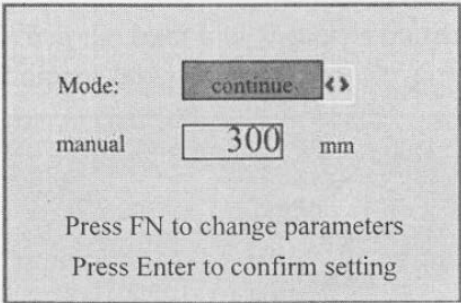 Mode: continue
manual 300 mm
Press FN to change parameters
Press Enter to confirm setting